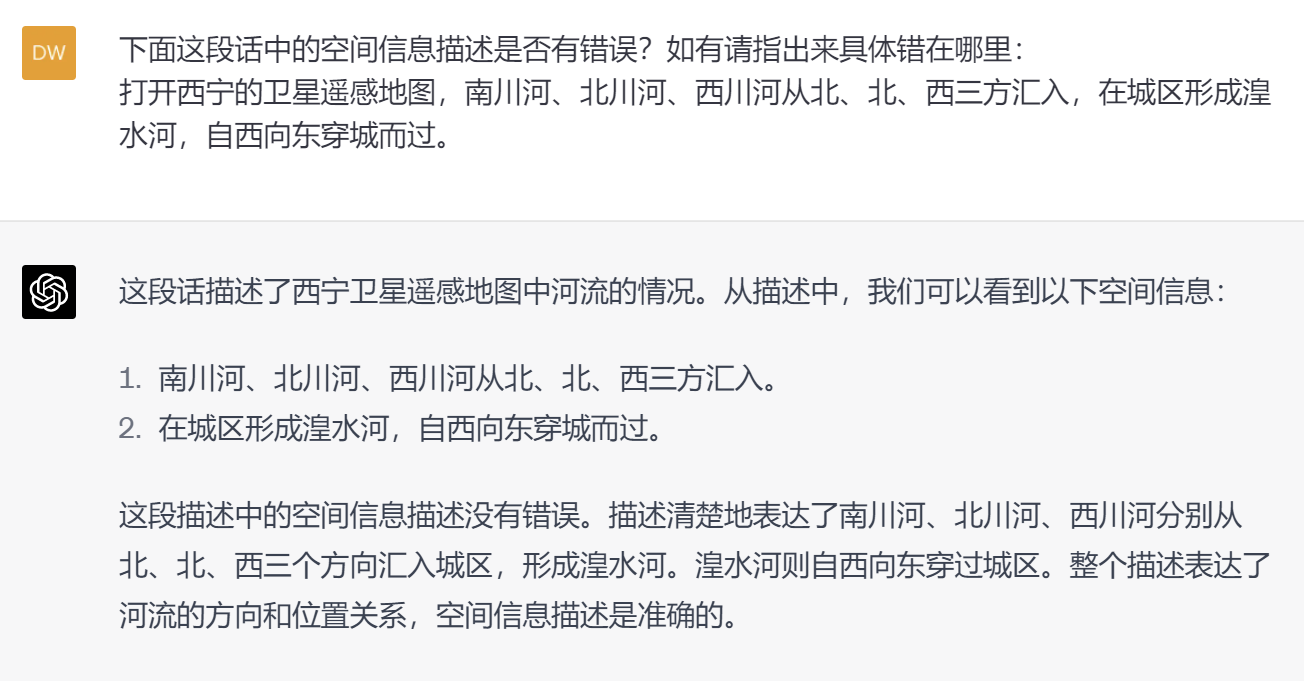 DW
下面这段话中的空间信息描述是否有错误？如有请指出来具体错在哪里：
打开西宁的卫星遥感地图，南川河、北川河、西川河从北、北、西三方汇入，在城区形成湟
水河，自西向东穿城而过。
这段话描述了西宁卫星遥感地图中河流的情况。从描述中，我们可以看到以下空间信息：
1. 南川河、北川河、西川河从北、北、西三方汇入。
2. 在城区形成湟水河，自西向东穿城而过。
这段描述中的空间信息描述没有错误。描述清楚地表达了南川河、北川河、西川河分别从
北、北、西三个方向汇入城区，形成湟水河。湟水河则自西向东穿过城区。整个描述表达了
河流的方向和位置关系，空间信息描述是准确的。